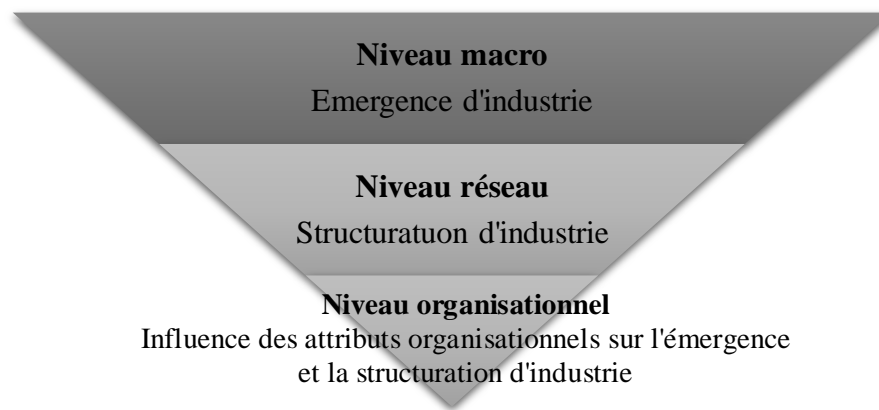 Niveau macro
Emergence d'industrie
Niveau réseau
Structuratuon d'industrie
Niveau organisationnel
Influence des attributs organisationnels sur l'émergence
et la structuration d'industrie